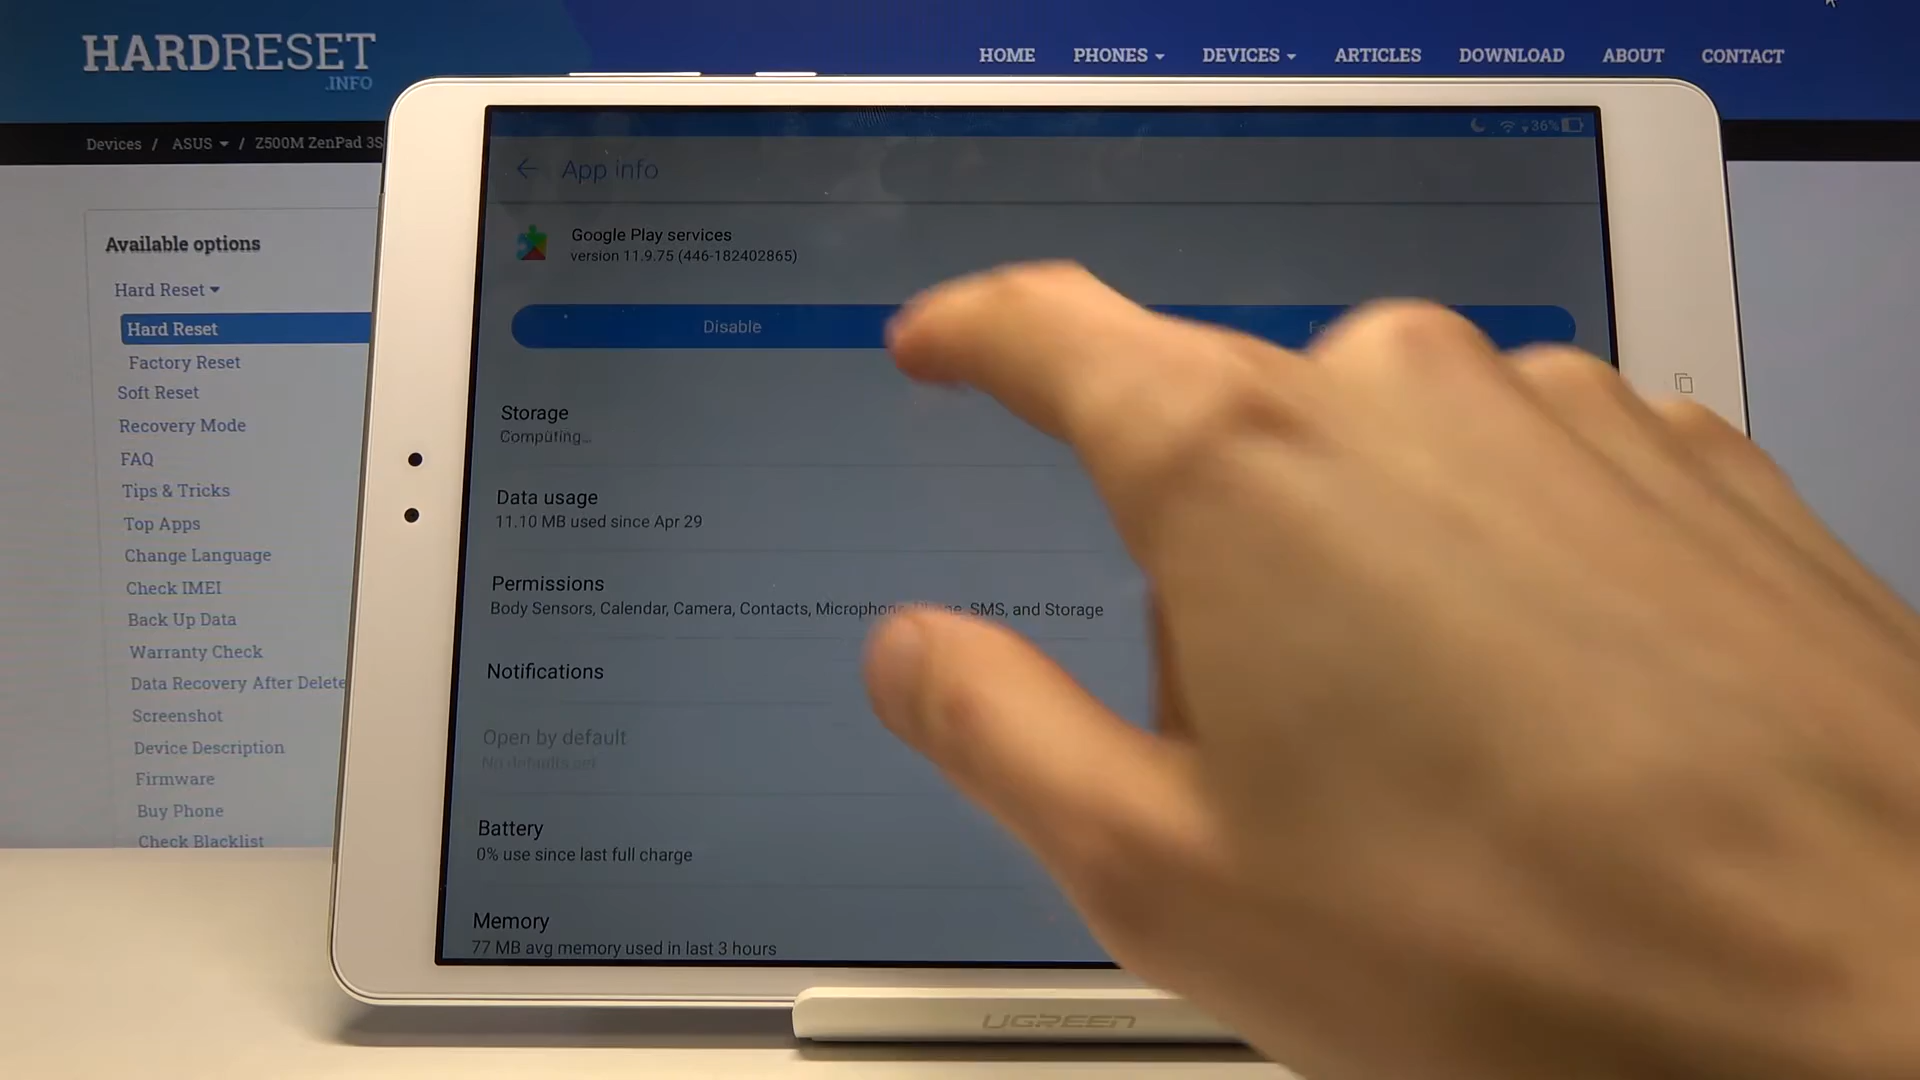 HARDRESET
.INFO
HOME PHONES DEVICES ARTICLES DOWNLOAD ABOUT CONTACT
Devices / ASUS / Z500M ZenPad 3S
Available options
Hard Reset
Hard Reset
Factory Reset
Soft Reset
Recovery Mode
FAQ
Tips & Tricks
Top Apps
Change Language
Check IMEI
Back Up Data
Warranty Check
Data Recovery After Delete
Screenshot
Device Description
Firmware
Buy Phone
Check Blacklist
36%
App info
Google Play services
version 11.9.75 (446-182402865)
Disable
Storage
Computing...
Data usage
11.10 MB used since Apr 29
Permissions
Body Sensors, Calendar, Camera, Contacts, Microphone, SMS, and Storage
Notifications
Open by default
No defaults set
Battery
0% use since last full charge
Memory
77 MB avg memory used in last 3 hours
UGREEN